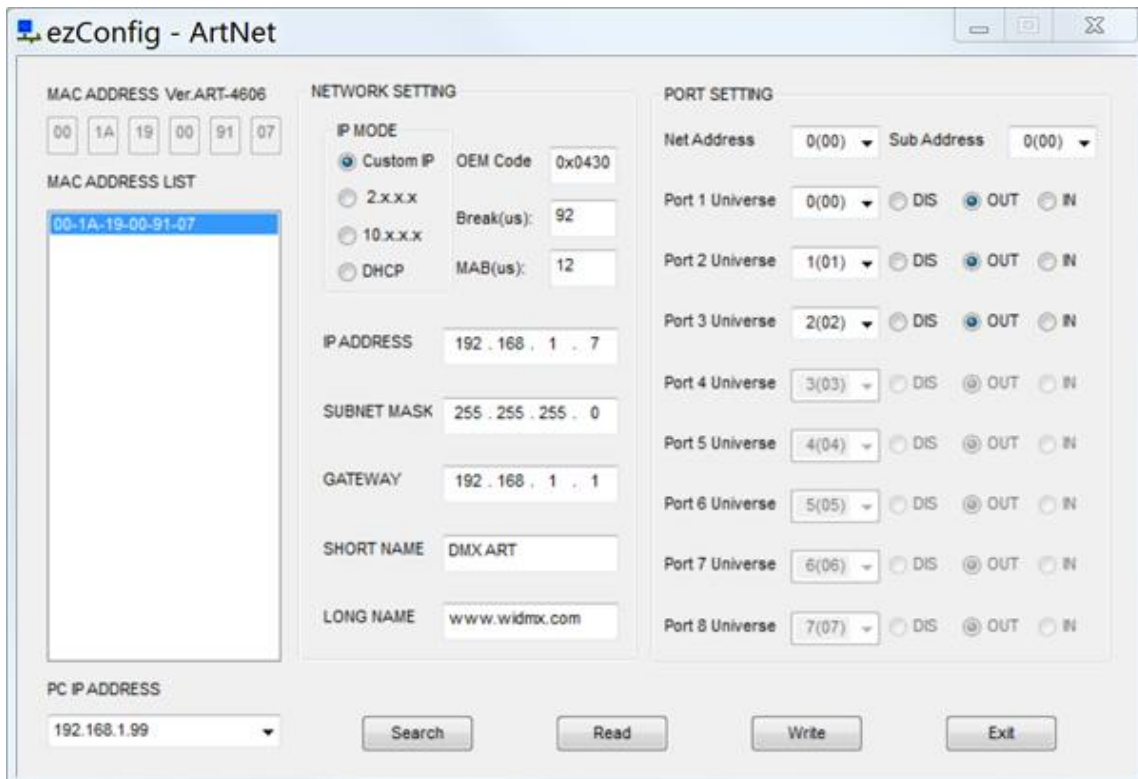 ezConfig - ArtNet
MAC ADDRESS Ver.ART-4606
00 1A 19 00 91 07
MAC ADDRESS LIST
00-1A-19-00-91-07
PC IP ADDRESS
192.168.1.99
NETWORK SETTING
IP MODE
Custom IP
2.x.x.x
10.x.x.x
DHCP
OEM Code 0x0430
Break(us): 92
MAB(us): 12
IP ADDRESS 192 . 168 . 1 . 7
SUBNET MASK 255 . 255 . 255 . 0
GATEWAY 192 . 168 . 1 . 1
SHORT NAME DMX ART
LONG NAME www.widmx.com
PORT SETTING
Net Address 0(00) Sub Address 0(00)
Port 1 Universe 0(00) DIS OUT IN
Port 2 Universe 1(01) DIS OUT IN
Port 3 Universe 2(02) DIS OUT IN
Port 4 Universe 3(03) DIS OUT IN
Port 5 Universe 4(04) DIS OUT IN
Port 6 Universe 5(05) DIS OUT IN
Port 7 Universe 6(06) DIS OUT IN
Port 8 Universe 7(07) DIS OUT IN
Search Read Write Exit